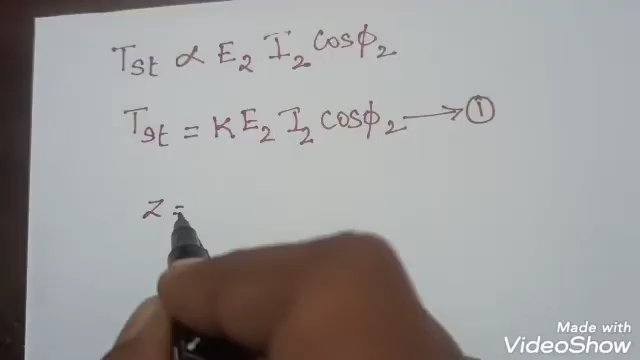 Tst ∝ E₂ I₂ cosϕ₂
Tst = K E₂ I₂ cosϕ₂ → ①
Z =
Made with
VideoShow